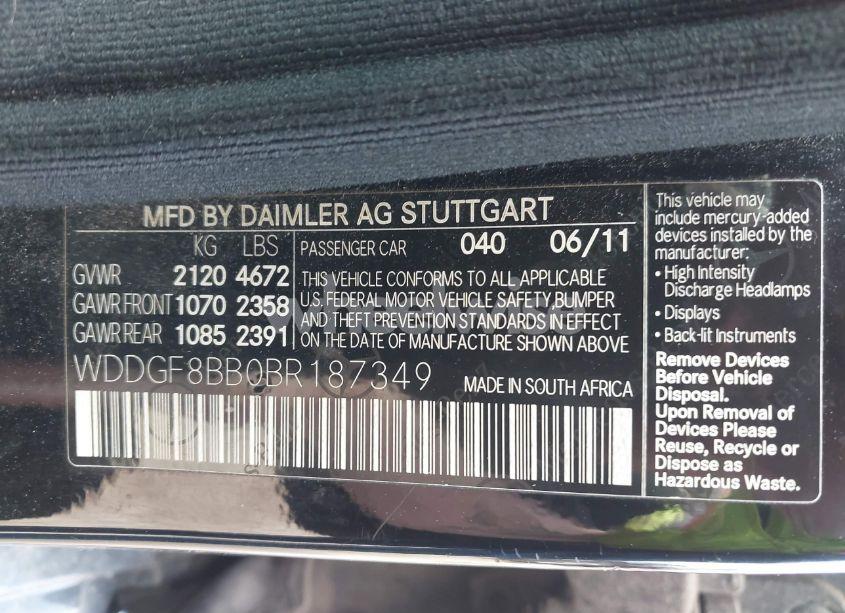 MFD BY DAIMLER AG STUTTGART
KG LBS
GVWR 2120 4672
GAWR FRONT 1070 2358
GAWR REAR 1085 2391
PASSENGER CAR 040 06/11
THIS VEHICLE CONFORMS TO ALL APPLICABLE
U.S. FEDERAL MOTOR VEHICLE SAFETY,BUMPER
AND THEFT PREVENTION STANDARDS IN EFFECT
ON THE DATE OF MANUFACTURE SHOWN ABOVE
WDDGF8BB0BR187349
MADE IN SOUTH AFRICA
This vehicle may
include mercury-added
devices installed by the
manufacturer:
• High Intensity
Discharge Headlamps
• Displays
• Back-lit Instruments
Remove Devices
Before Vehicle
Disposal.
Upon Removal of
Devices Please
Reuse, Recycle or
Dispose as
Hazardous Waste.